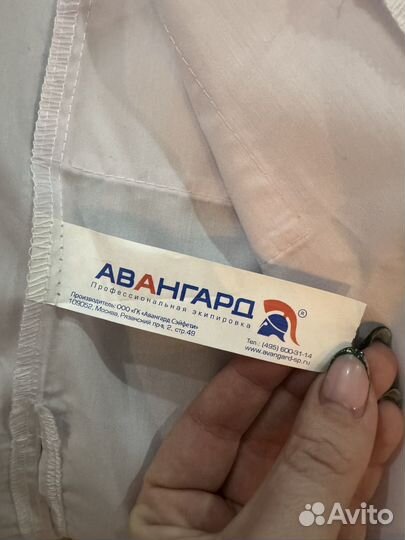 АВАНГАРД
®
Профессиональная экипировка
Производитель: ООО «ГК «Авангард Сэйфети»
109052, Москва, Рязанский пр-к, 2, стр.49
Тел.: (495) 600-31-14
www.avangard-sp.ru
Avito